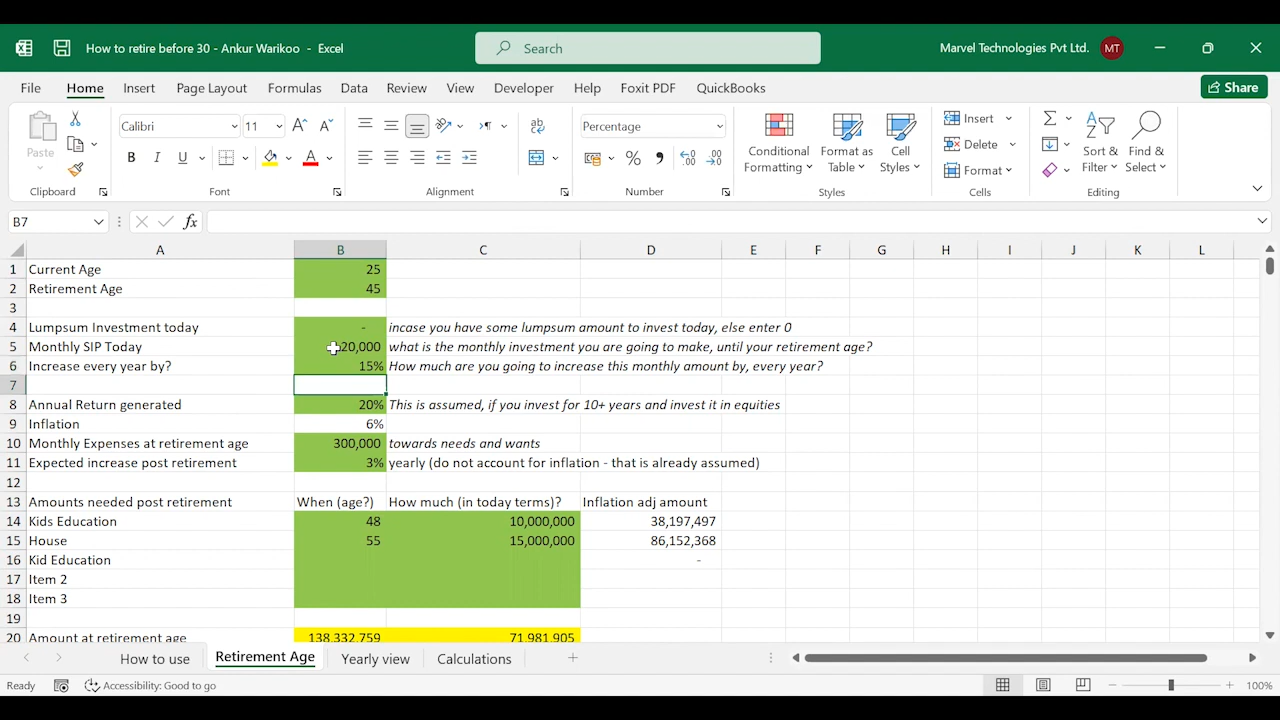 How to retire before 30 - Ankur Warikoo - Excel
Search
Marvel Technologies Pvt Ltd. MT
File Home Insert Page Layout Formulas Data Review View Developer Help Foxit PDF QuickBooks
Share
Paste
Calibri 11
Percentage
Conditional Formatting
Format as Table
Cell Styles
Insert
Delete
Format
Sort & Filter
Find & Select
Clipboard Font Alignment Number Styles Cells Editing
B7
fx
A B C D E F G H I J K L
1 Current Age 25
2 Retirement Age 45
3
4 Lumpsum Investment today - incase you have some lumpsum amount to invest today, else enter 0
5 Monthly SIP Today 20,000 what is the monthly investment you are going to make, until your retirement age?
6 Increase every year by? 15% How much are you going to increase this monthly amount by, every year?
7
8 Annual Return generated 20% This is assumed, if you invest for 10+ years and invest it in equities
9 Inflation 6%
10 Monthly Expenses at retirement age 300,000 towards needs and wants
11 Expected increase post retirement 3% yearly (do not account for inflation - that is already assumed)
12
13 Amounts needed post retirement When (age?) How much (in today terms)? Inflation adj amount
14 Kids Education 48 10,000,000 38,197,497
15 House 55 15,000,000 86,152,368
16 Kid Education -
17 Item 2
18 Item 3
19
20 Amount at retirement age 138,332,759 71,981,905
How to use Retirement Age Yearly view Calculations
Ready Accessibility: Good to go 100%